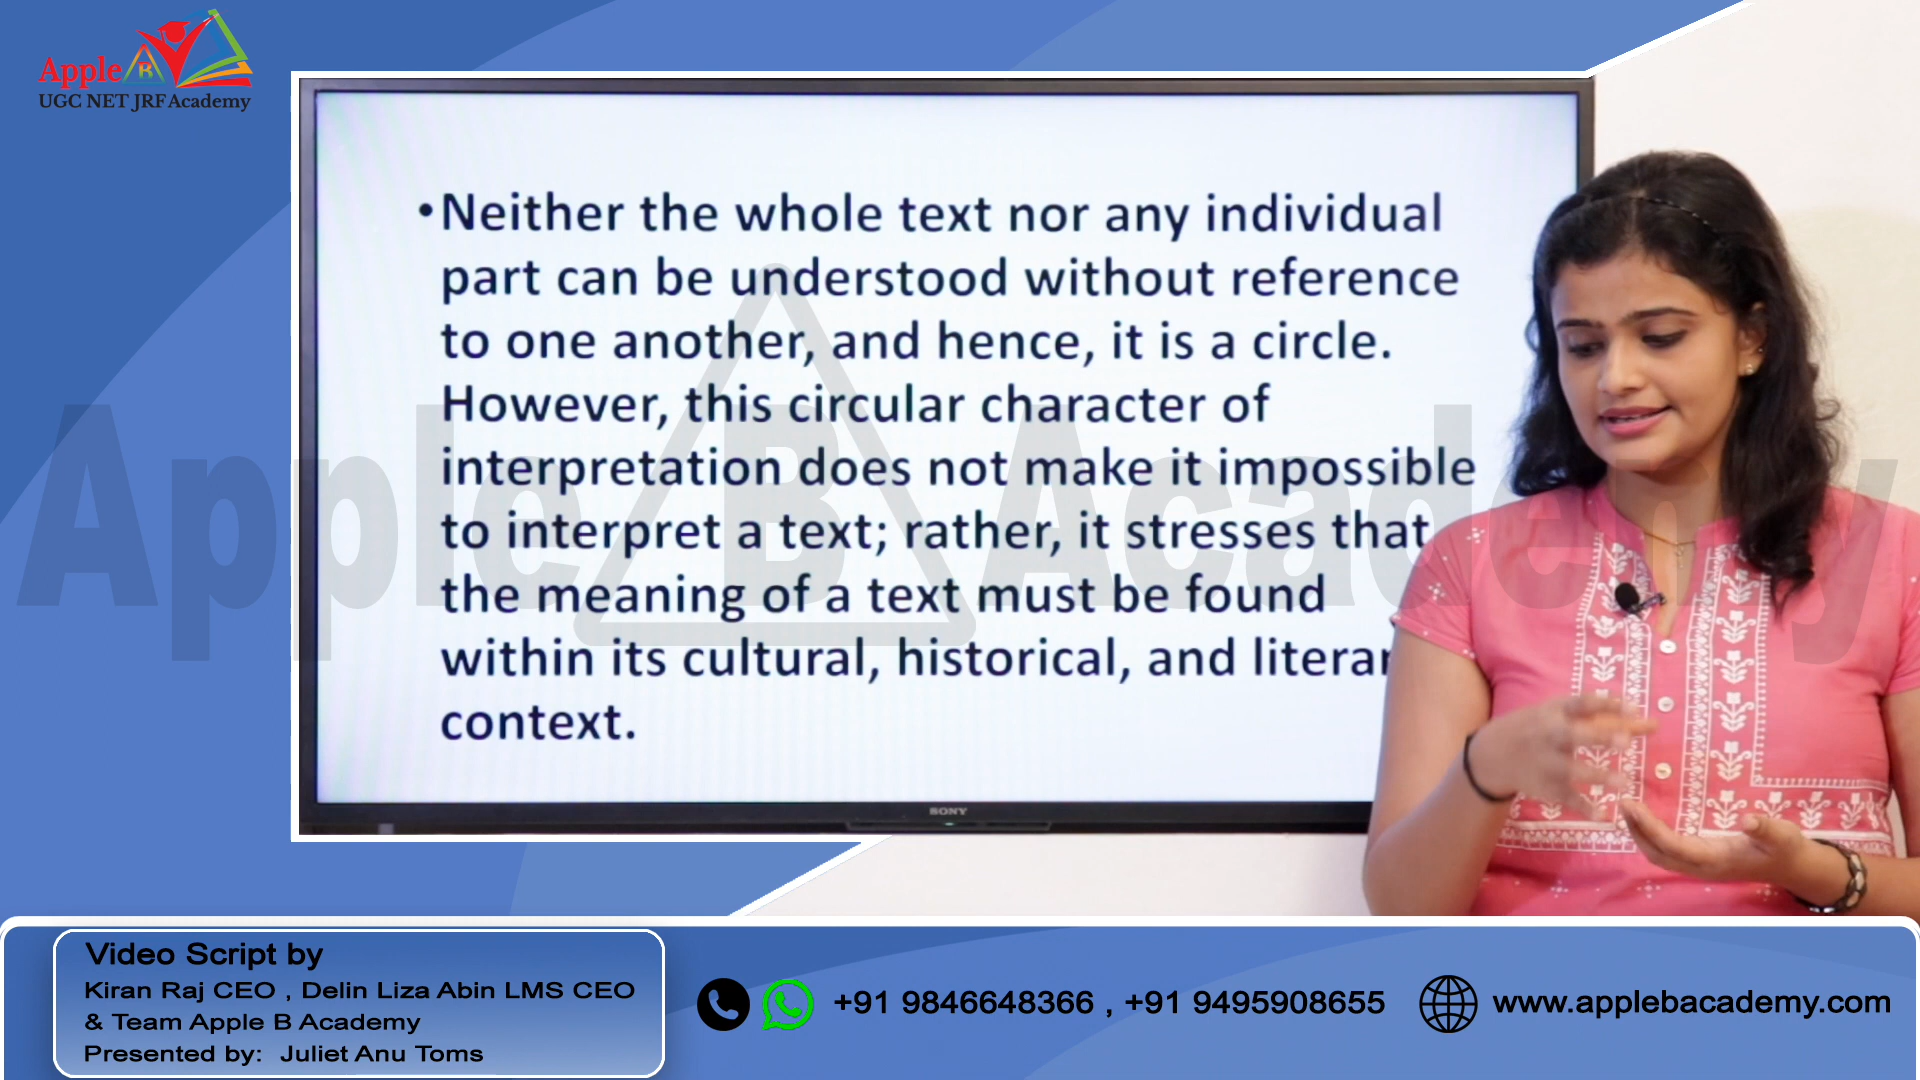 Apple B
UGC NET JRF Academy
• Neither the whole text nor any individual
part can be understood without reference
to one another, and hence, it is a circle.
However, this circular character of
interpretation does not make it impossible
to interpret a text; rather, it stresses that
the meaning of a text must be found
within its cultural, historical, and literar
context.
Apple B Academy
SONY
Video Script by
Kiran Raj CEO , Delin Liza Abin LMS CEO
& Team Apple B Academy
Presented by: Juliet Anu Toms
+91 9846648366 , +91 9495908655
www.applebacademy.com